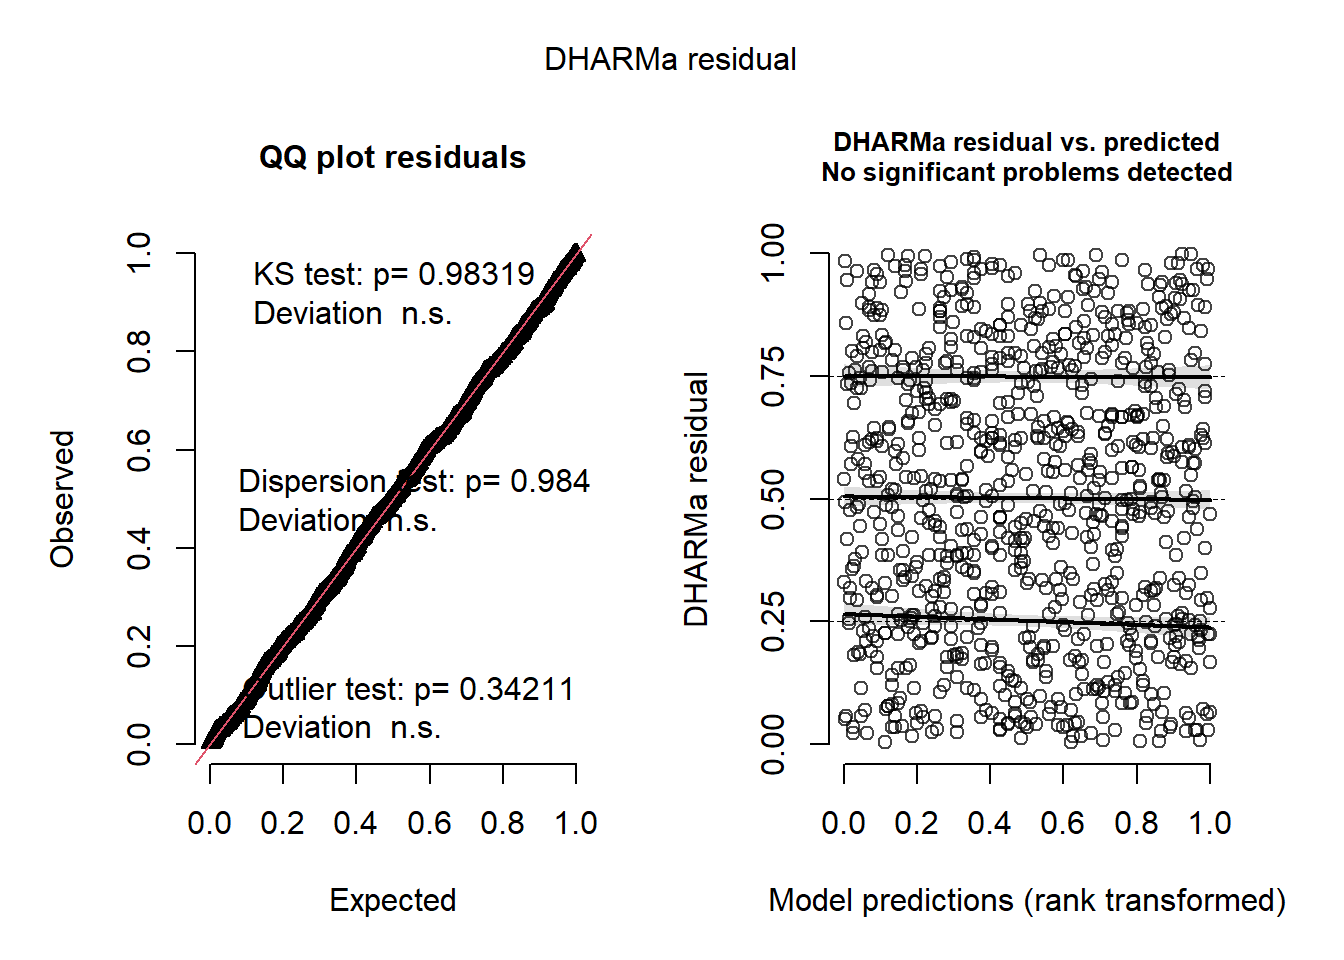 DHARMa residual
QQ plot residuals
KS test: p= 0.98319
Deviation  n.s.
Dispersion test: p= 0.984
Deviation  n.s.
Outlier test: p= 0.34211
Deviation  n.s.
Observed
0.0 0.2 0.4 0.6 0.8 1.0
0.0 0.2 0.4 0.6 0.8 1.0
Expected
DHARMa residual vs. predicted
No significant problems detected
DHARMa residual
0.00 0.25 0.50 0.75 1.00
0.0 0.2 0.4 0.6 0.8 1.0
Model predictions (rank transformed)